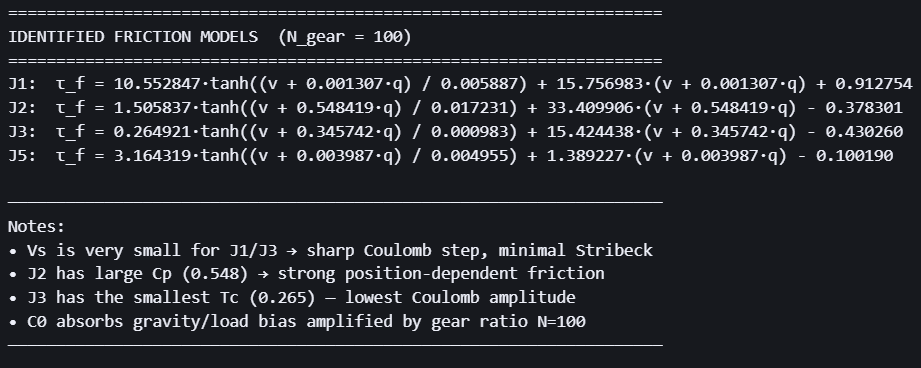 ====================================================================
IDENTIFIED FRICTION MODELS  (N_gear = 100)
====================================================================
J1:  τ_f = 10.552847·tanh((v + 0.001307·q) / 0.005887) + 15.756983·(v + 0.001307·q) + 0.912754
J2:  τ_f = 1.505837·tanh((v + 0.548419·q) / 0.017231) + 33.409906·(v + 0.548419·q) - 0.378301
J3:  τ_f = 0.264921·tanh((v + 0.345742·q) / 0.000983) + 15.424438·(v + 0.345742·q) - 0.430260
J5:  τ_f = 3.164319·tanh((v + 0.003987·q) / 0.004955) + 1.389227·(v + 0.003987·q) - 0.100190
────────────────────────────────────────────────────────────────────
Notes:
• Vs is very small for J1/J3 → sharp Coulomb step, minimal Stribeck
• J2 has large Cp (0.548) → strong position-dependent friction
• J3 has the smallest Tc (0.265) — lowest Coulomb amplitude
• C0 absorbs gravity/load bias amplified by gear ratio N=100
────────────────────────────────────────────────────────────────────